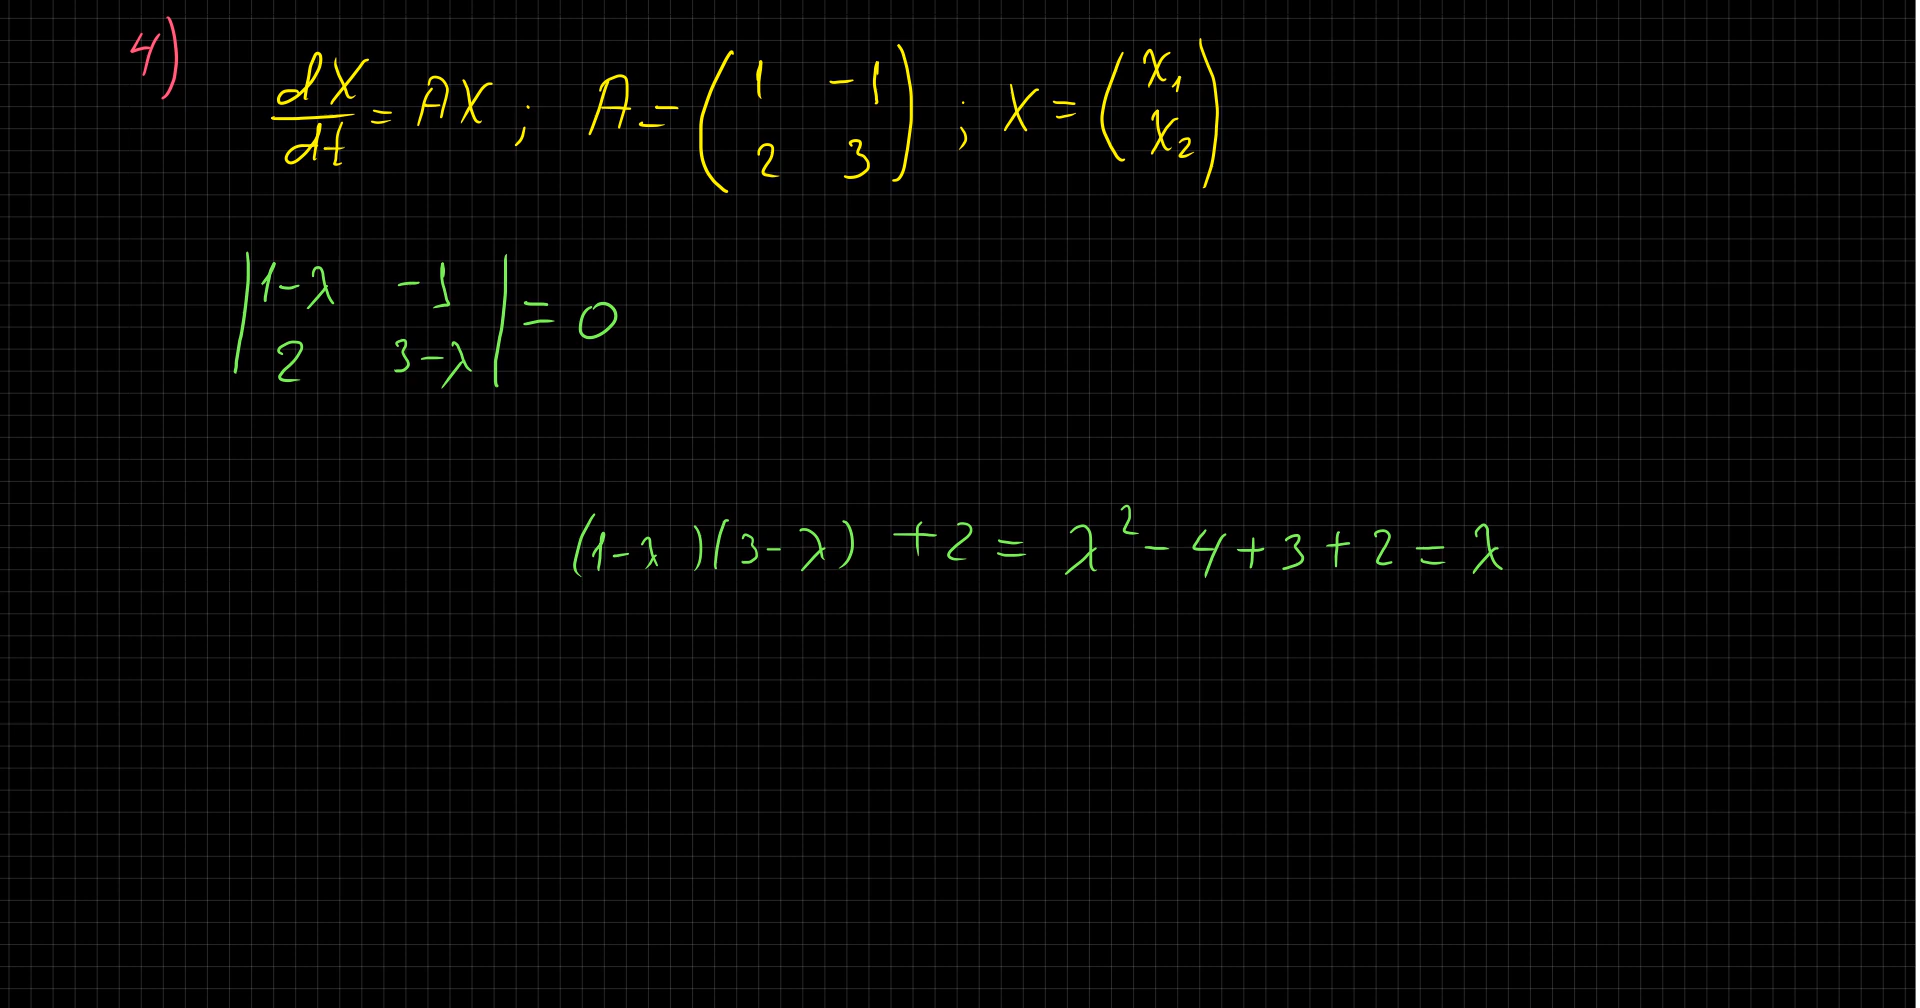 4)
dX/dt = AX ; A = ( 1 -1 ; 2 3 ) ; X = ( x₁ ; x₂ )
| 1-λ -1 |
| 2 3-λ | = 0
(1-λ)(3-λ) + 2 = λ² - 4 + 3 + 2 = λ